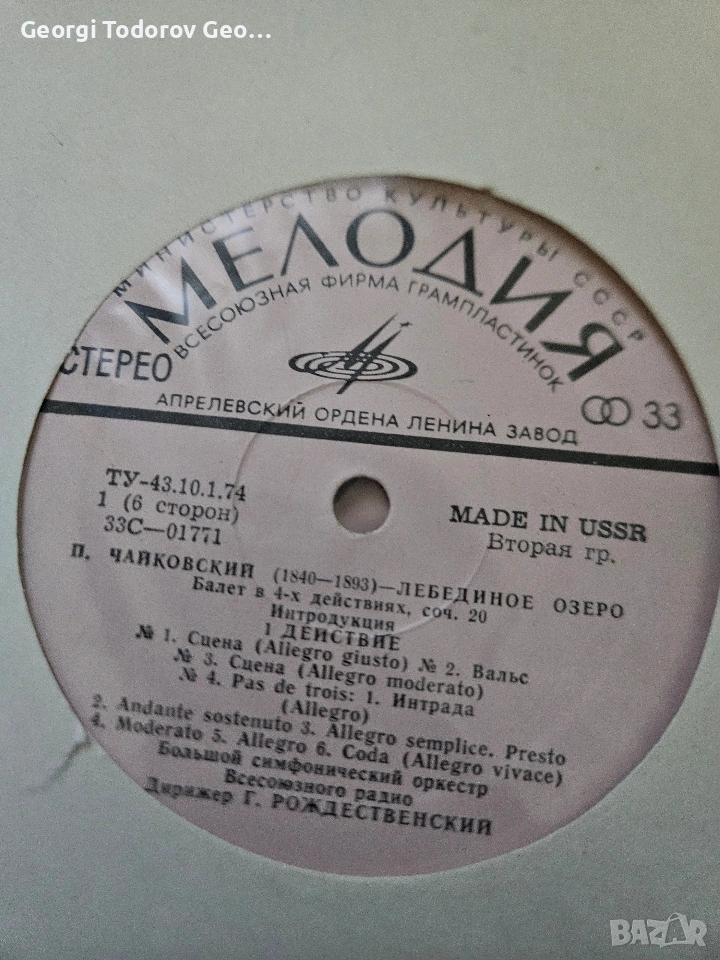 Georgi Todorov Geo...
МИНИСТЕРСТВО КУЛЬТУРЫ СССР
МЕЛОДИЯ
ВСЕСОЮЗНАЯ ФИРМА ГРАМПЛАСТИНОК
СТЕРЕО
33
АПРЕЛЕВСКИЙ ОРДЕНА ЛЕНИНА ЗАВОД
ТУ-43.10.1.74
1 (6 сторон)
33С—01771
MADE IN USSR
Вторая гр.
П. ЧАЙКОВСКИЙ (1840—1893)—ЛЕБЕДИНОЕ ОЗЕРО
Балет в 4-х действиях, соч. 20
Интродукция
1 ДЕЙСТВИЕ
№ 1. Сцена (Allegro giusto) № 2. Вальс
№ 3. Сцена (Allegro moderato)
№ 4. Pas de trois: 1. Интрада
(Allegro)
2. Andante sostenuto 3. Allegro semplice. Presto
4. Moderato 5. Allegro 6. Coda (Allegro vivace)
Большой симфонический оркестр
Всесоюзного радио
Дирижер Г. РОЖДЕСТВЕНСКИЙ
BAZAR